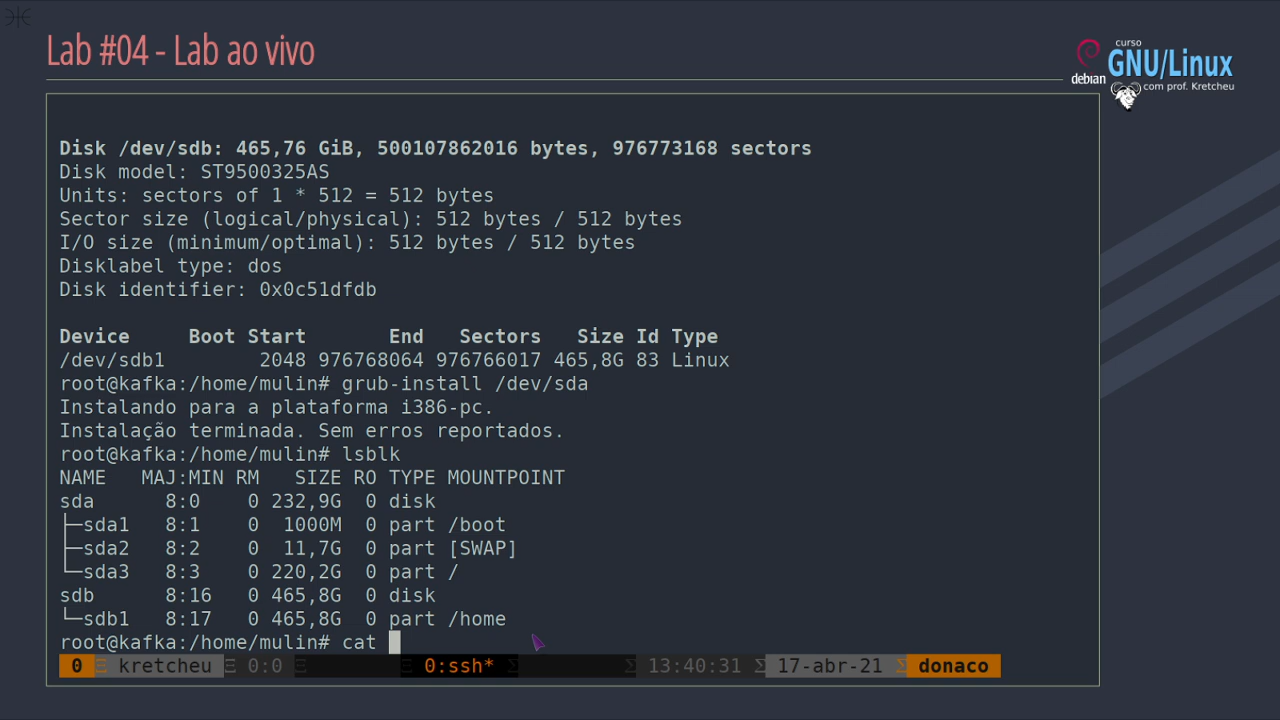 Lab #04 - Lab ao vivo
curso
GNU/Linux
debian
com prof. Kretcheu
Disk /dev/sdb: 465,76 GiB, 500107862016 bytes, 976773168 sectors
Disk model: ST9500325AS
Units: sectors of 1 * 512 = 512 bytes
Sector size (logical/physical): 512 bytes / 512 bytes
I/O size (minimum/optimal): 512 bytes / 512 bytes
Disklabel type: dos
Disk identifier: 0x0c51dfdb
Device     Boot Start       End   Sectors   Size Id Type
/dev/sdb1        2048 976768064 976766017 465,8G 83 Linux
root@kafka:/home/mulin# grub-install /dev/sda
Instalando para a plataforma i386-pc.
Instalação terminada. Sem erros reportados.
root@kafka:/home/mulin# lsblk
NAME   MAJ:MIN RM   SIZE RO TYPE MOUNTPOINT
sda      8:0    0 232,9G  0 disk
├─sda1   8:1    0  1000M  0 part /boot
├─sda2   8:2    0  11,7G  0 part [SWAP]
└─sda3   8:3    0 220,2G  0 part /
sdb      8:16   0 465,8G  0 disk
└─sdb1   8:17   0 465,8G  0 part /home
root@kafka:/home/mulin# cat
0 Ξ kretcheu Ξ 0:0 Ξ 0:ssh* Σ Σ 13:40:31 Σ 17-abr-21 Σ donaco